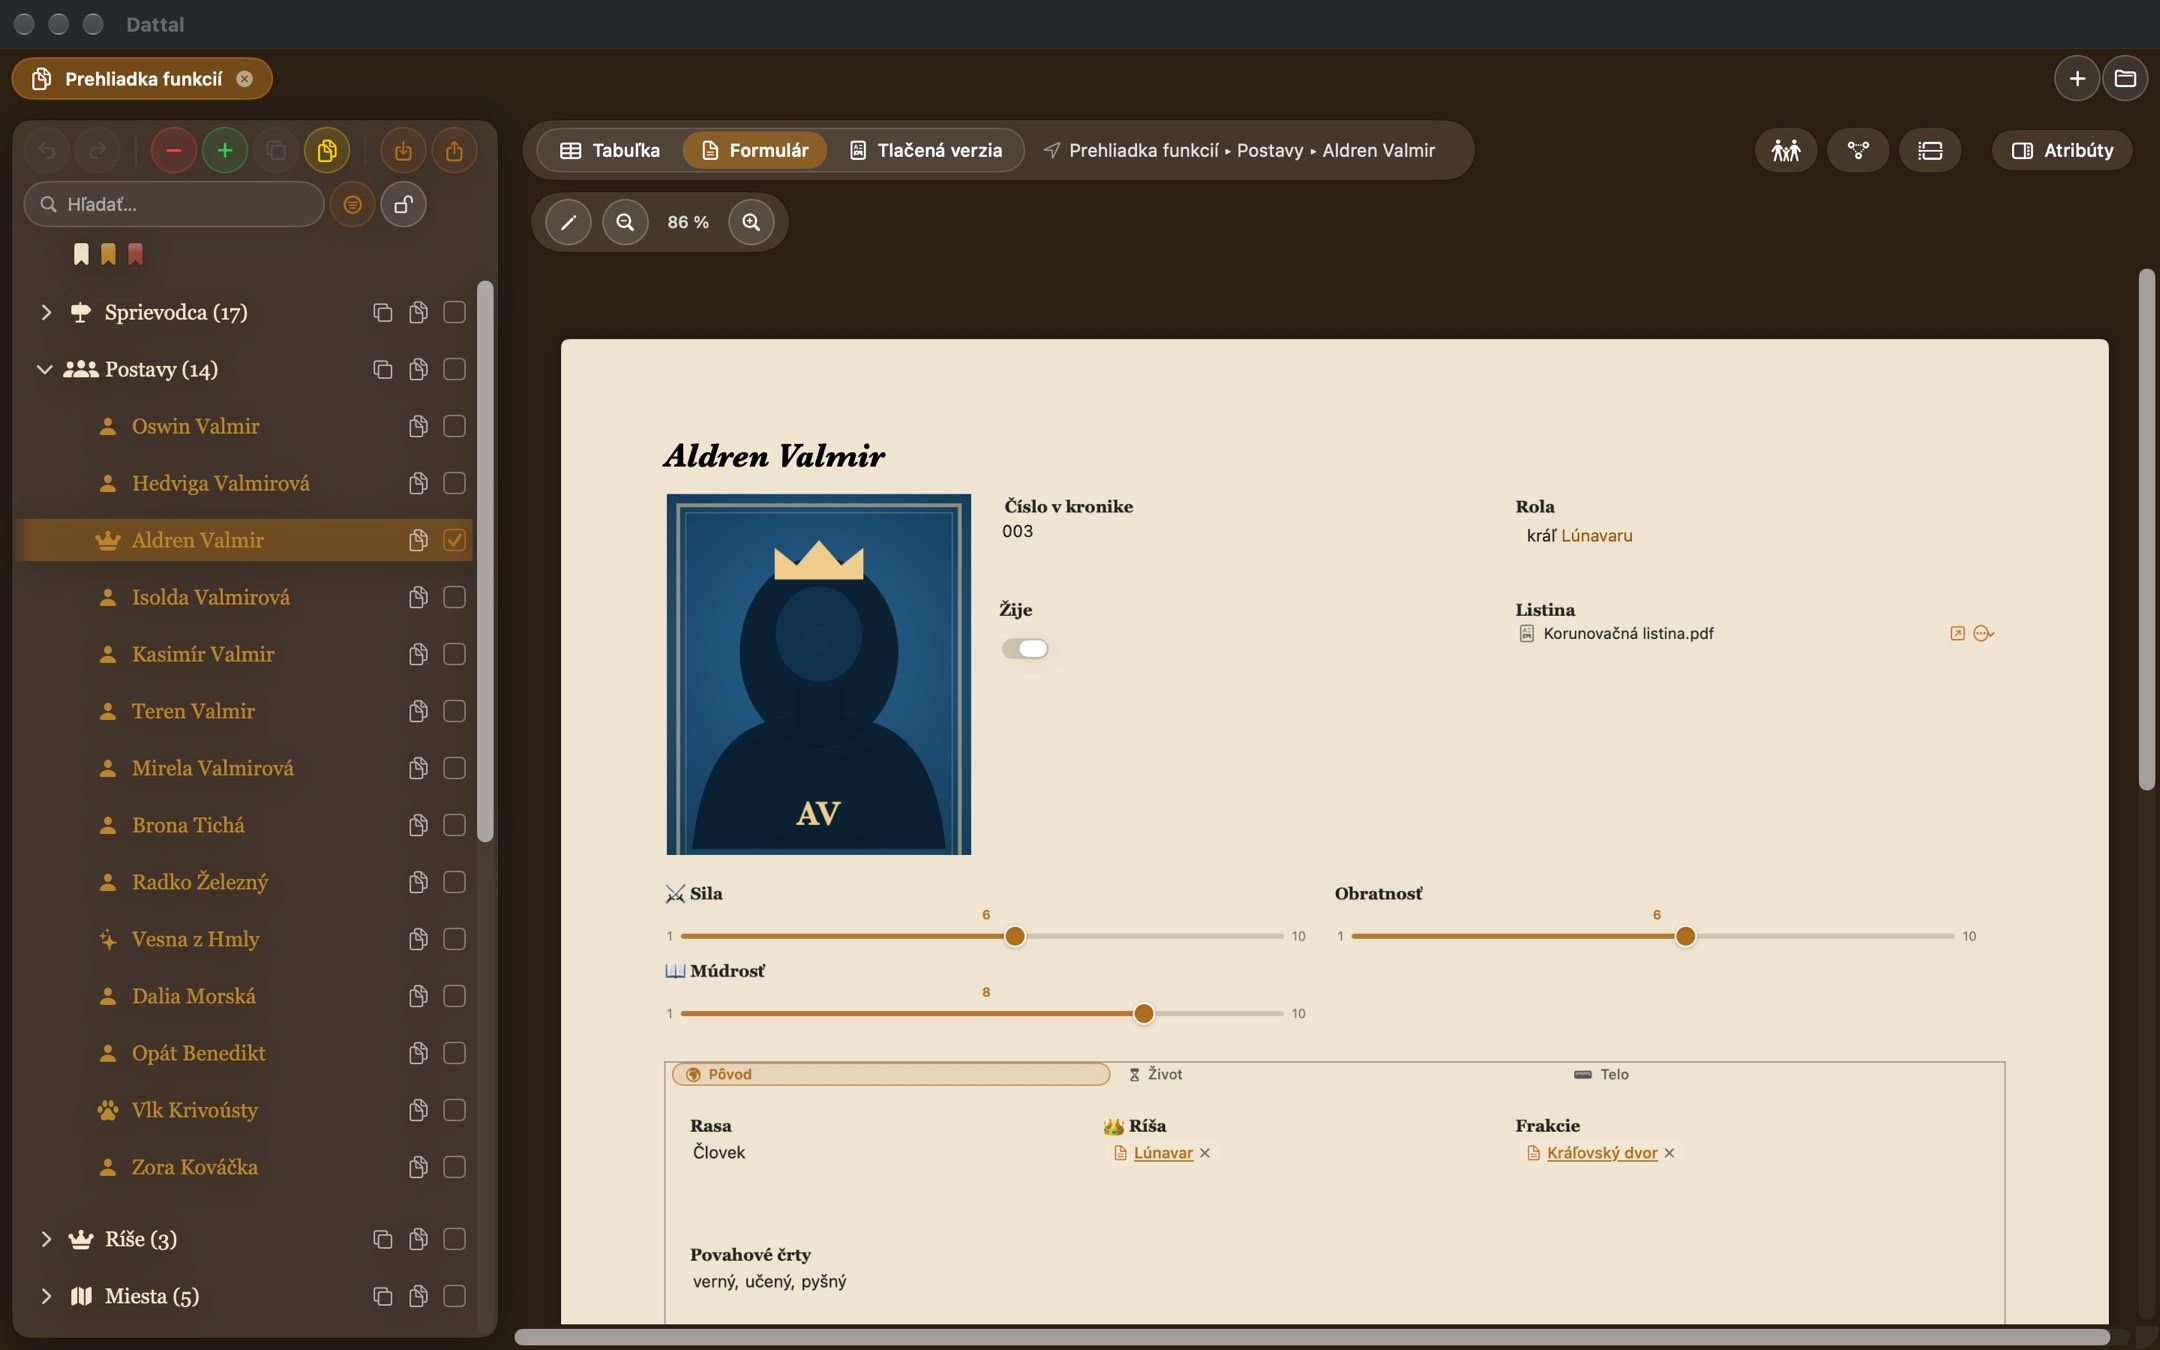 Dattal
Prehliadka funkcií
Hľadať...
Sprievodca (17)
Postavy (14)
Oswin Valmir
Hedviga Valmirová
Aldren Valmir
Isolda Valmirová
Kasimír Valmir
Teren Valmir
Mirela Valmirová
Brona Tichá
Radko Železný
Vesna z Hmly
Dalia Morská
Opát Benedikt
Vlk Krivoústy
Zora Kováčka
Ríše (3)
Miesta (5)
Tabuľka
Formulár
Tlačená verzia
Prehliadka funkcií ▸ Postavy ▸ Aldren Valmir
Atribúty
86 %
Aldren Valmir
AV
Číslo v kronike
003
Rola
kráľ Lúnavaru
Žije
Listina
Korunovačná listina.pdf
Sila
6
1
10
Obratnosť
6
1
10
Múdrosť
8
1
10
Pôvod
Život
Telo
Rasa
Človek
Ríša
Lúnavar
Frakcie
Kráľovský dvor
Povahové črty
verný, učený, pyšný